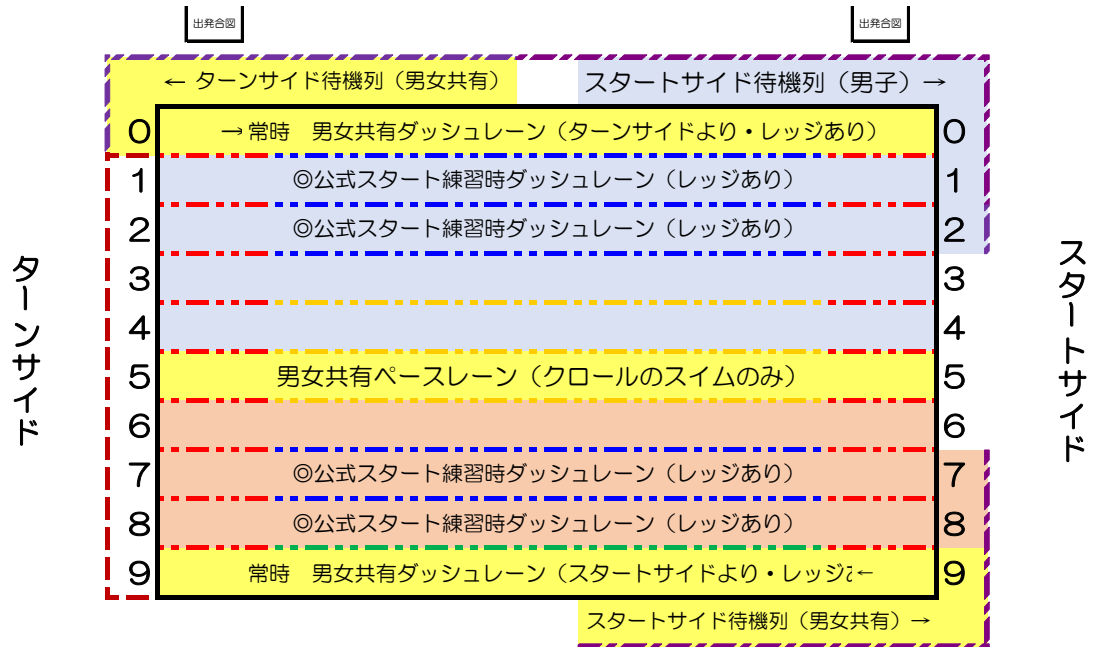 出発合図
出発合図
← ターンサイド待機列（男女共有）
スタートサイド待機列（男子）→
0
→常時　男女共有ダッシュレーン（ターンサイドより・レッジあり）
0
1
◎公式スタート練習時ダッシュレーン（レッジあり）
1
2
◎公式スタート練習時ダッシュレーン（レッジあり）
2
3
3
4
4
5
男女共有ペースレーン（クロールのスイムのみ）
5
6
6
7
◎公式スタート練習時ダッシュレーン（レッジあり）
7
8
◎公式スタート練習時ダッシュレーン（レッジあり）
8
9
常時　男女共有ダッシュレーン（スタートサイドより・レッジ←
9
スタートサイド待機列（男女共有）→
ターンサイド
スタートサイド